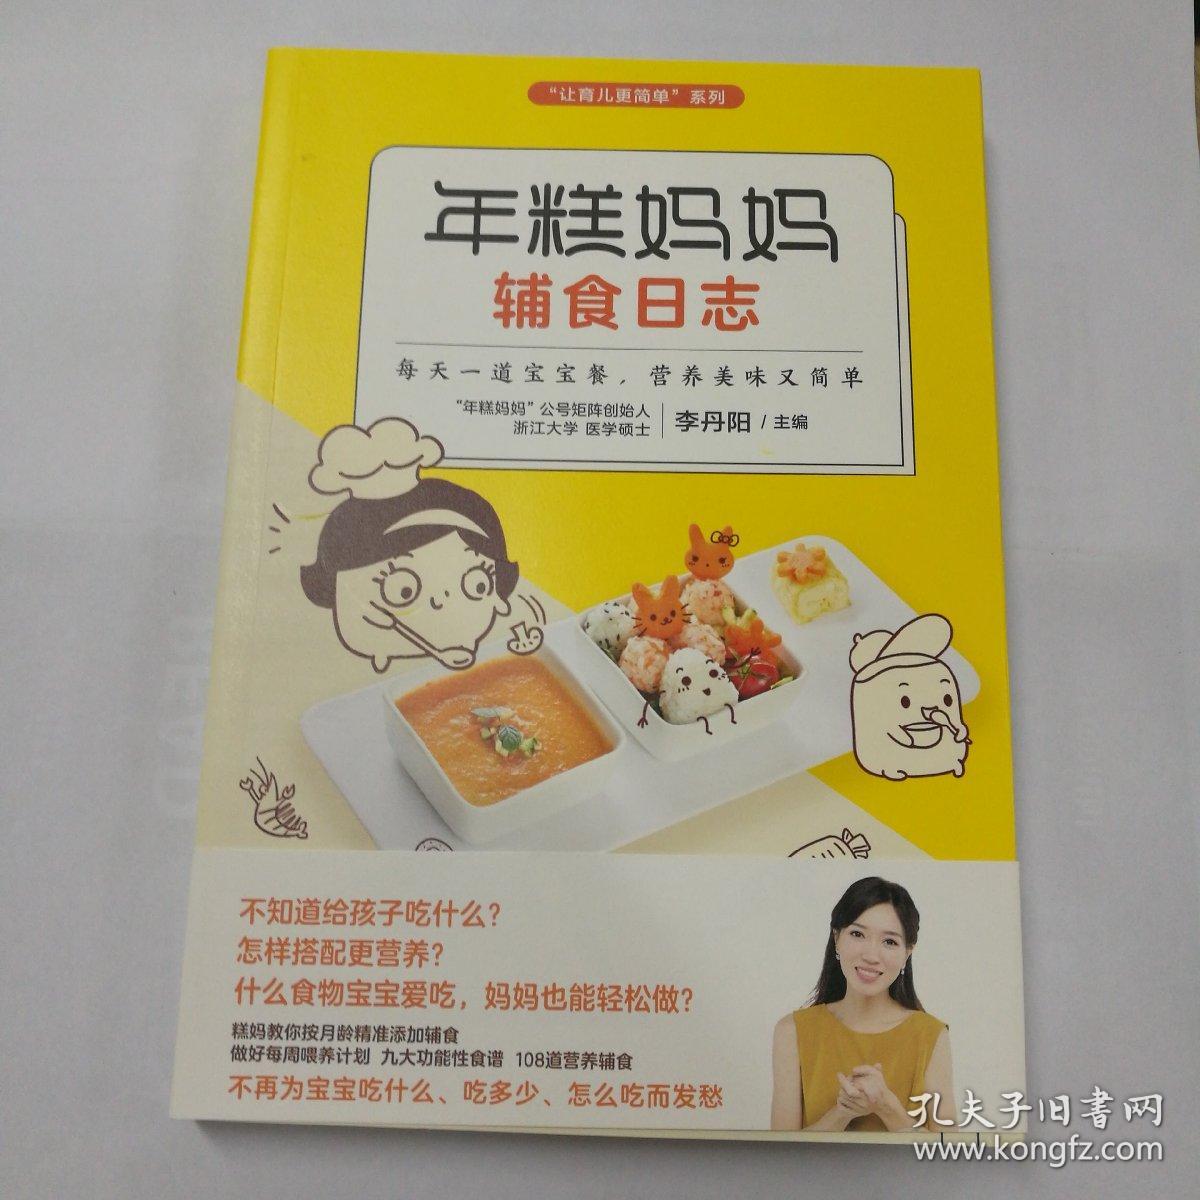 “让育儿更简单”系列
年糕妈妈
辅食日志
每天一道宝宝餐，营养美味又简单
“年糕妈妈”公号矩阵创始人
浙江大学 医学硕士
李丹阳 / 主编
不知道给孩子吃什么？
怎样搭配更营养？
什么食物宝宝爱吃，妈妈也能轻松做？
糕妈教你按月龄精准添加辅食
做好每周喂养计划 九大功能性食谱 108道营养辅食
不再为宝宝吃什么、吃多少、怎么吃而发愁
孔夫子旧书网
www.kongfz.com